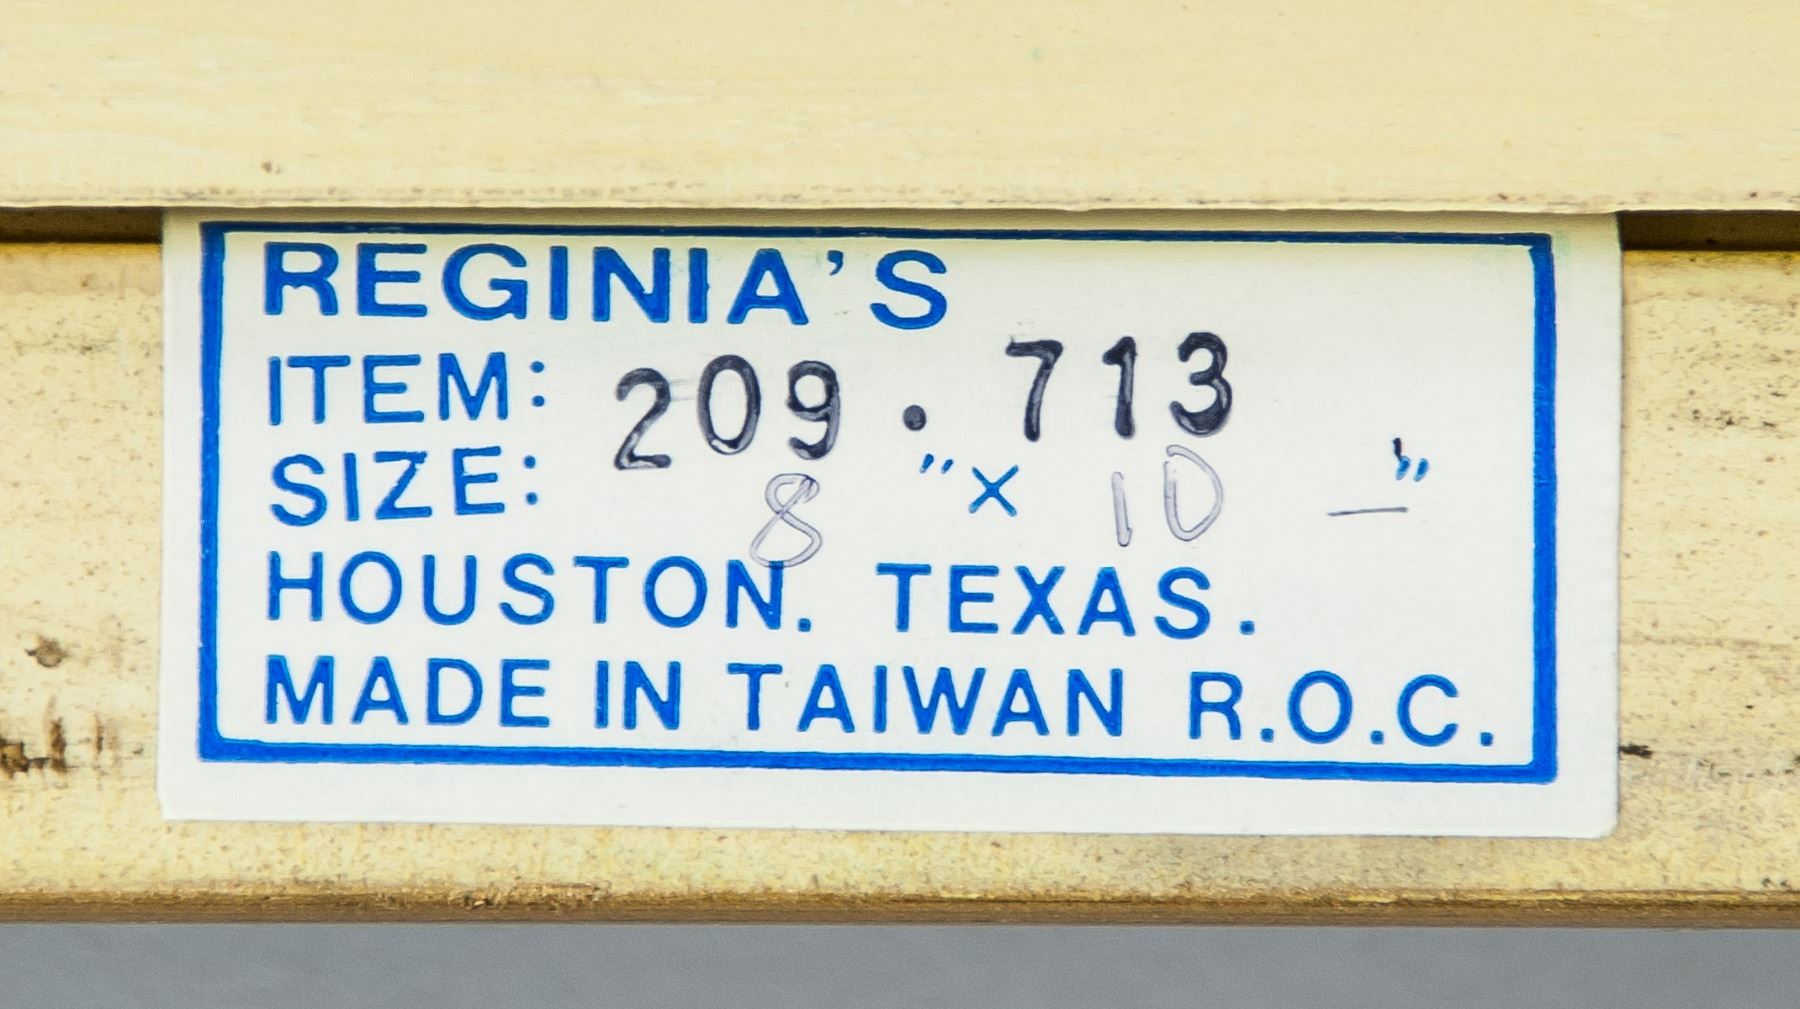 REGINIA'S
ITEM: 209.713
SIZE: 8 "× 10 — "
HOUSTON. TEXAS.
MADE IN TAIWAN R.O.C.